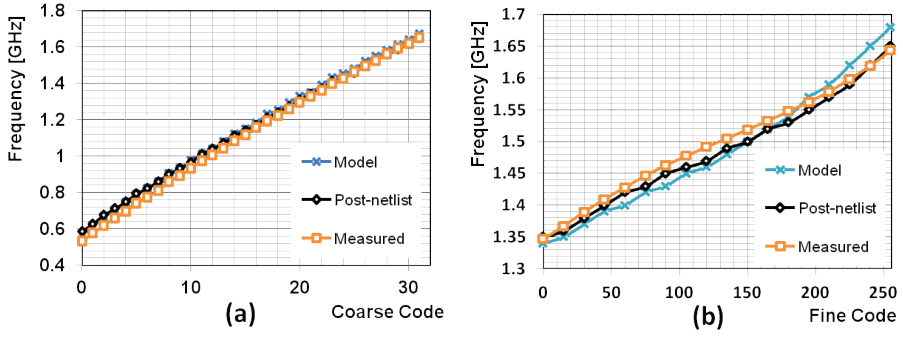 Frequency [GHz]
1.8
1.6
1.4
1.2
1
0.8
0.6
0.4
0
10
20
30
Model
Post-netlist
Measured
(a)
Coarse Code
Frequency [GHz]
1.7
1.65
1.6
1.55
1.5
1.45
1.4
1.35
1.3
0
50
100
150
200
250
Model
Post-netlist
Measured
(b)
Fine Code